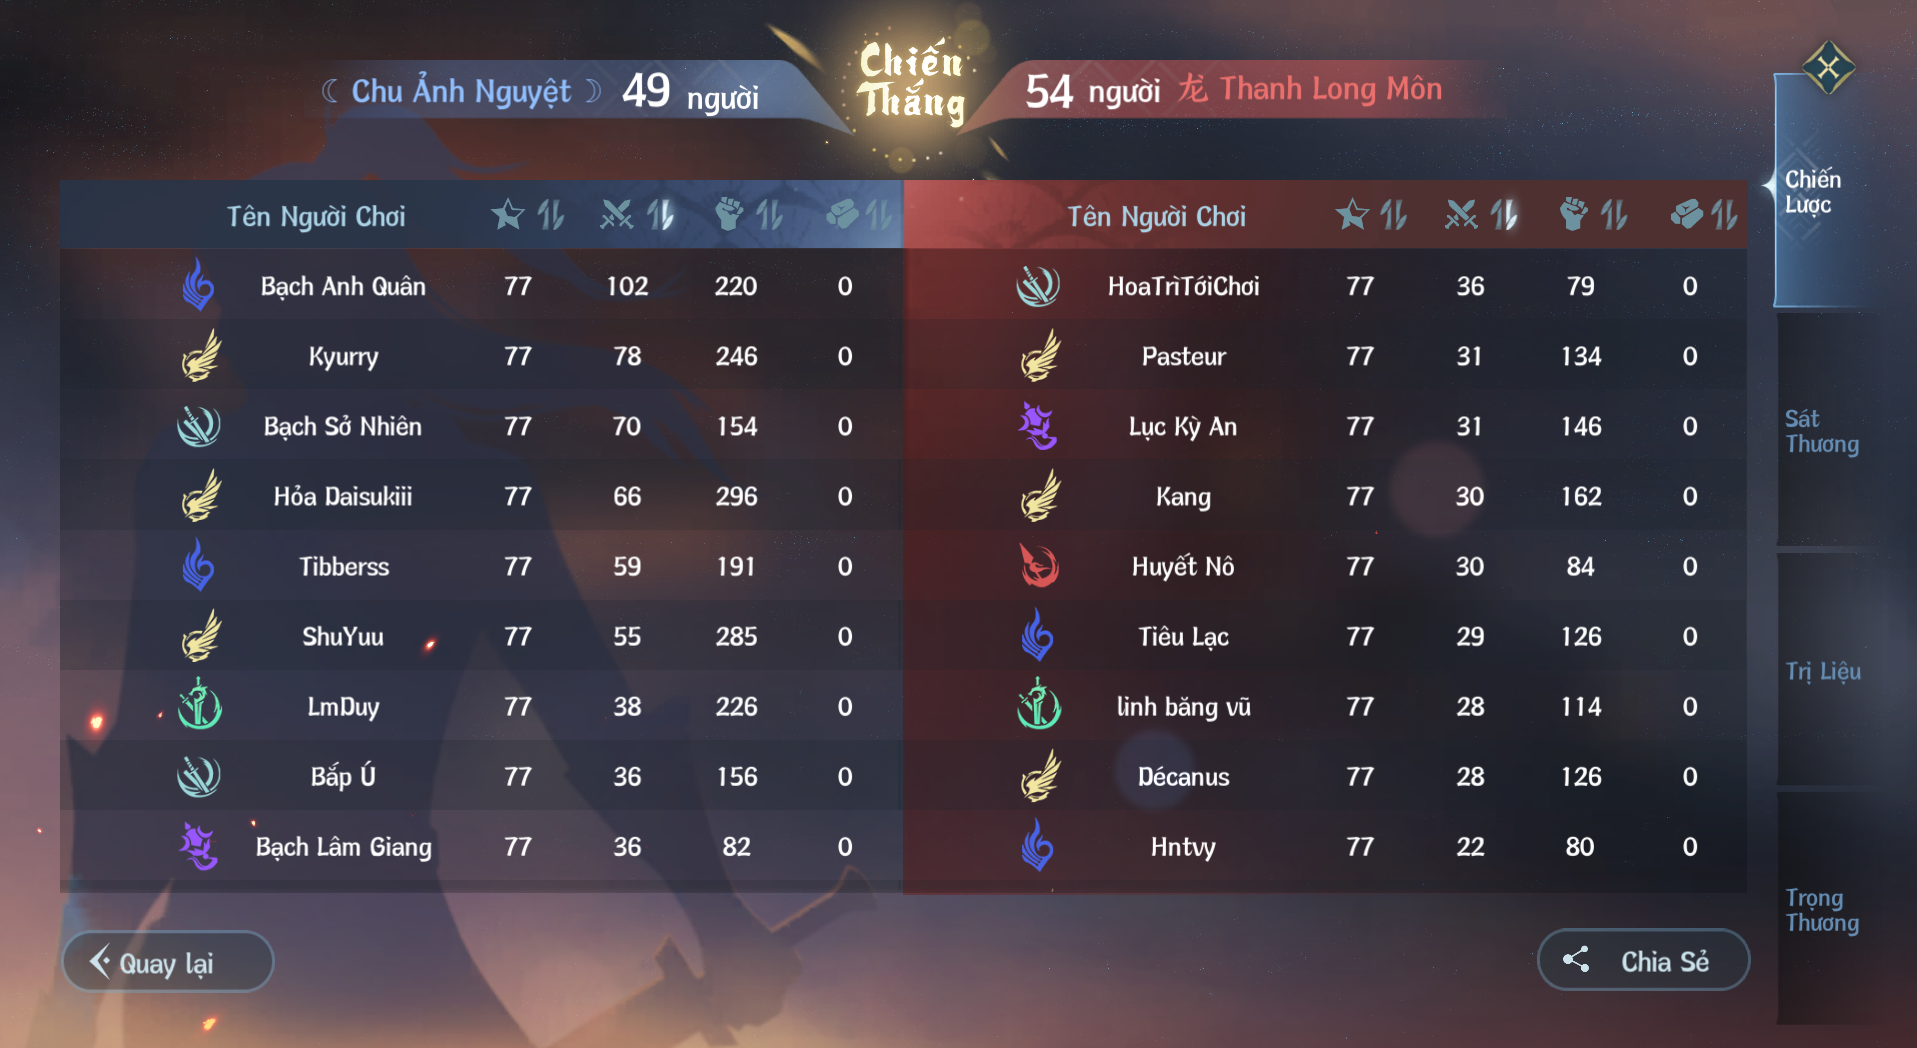 Chu Ảnh Nguyệt 49 người
Chiến Thắng
54 người 龙 Thanh Long Môn
Tên Người Chơi
Bạch Anh Quân 77 102 220 0
Kyurry 77 78 246 0
Bạch Sở Nhiên 77 70 154 0
Hỏa Daisukiii 77 66 296 0
Tibberss 77 59 191 0
ShuYuu 77 55 285 0
LmDuy 77 38 226 0
Bắp Ú 77 36 156 0
Bạch Lâm Giang 77 36 82 0
Tên Người Chơi
HoaTrìTớiChơi 77 36 79 0
Pasteur 77 31 134 0
Lục Kỳ An 77 31 146 0
Kang 77 30 162 0
Huyết Nô 77 30 84 0
Tiêu Lạc 77 29 126 0
linh băng vũ 77 28 114 0
Décanus 77 28 126 0
Hntvy 77 22 80 0
Chiến
Lược
Sát
Thương
Trị Liệu
Trọng
Thương
Quay lại
Chia Sẻ